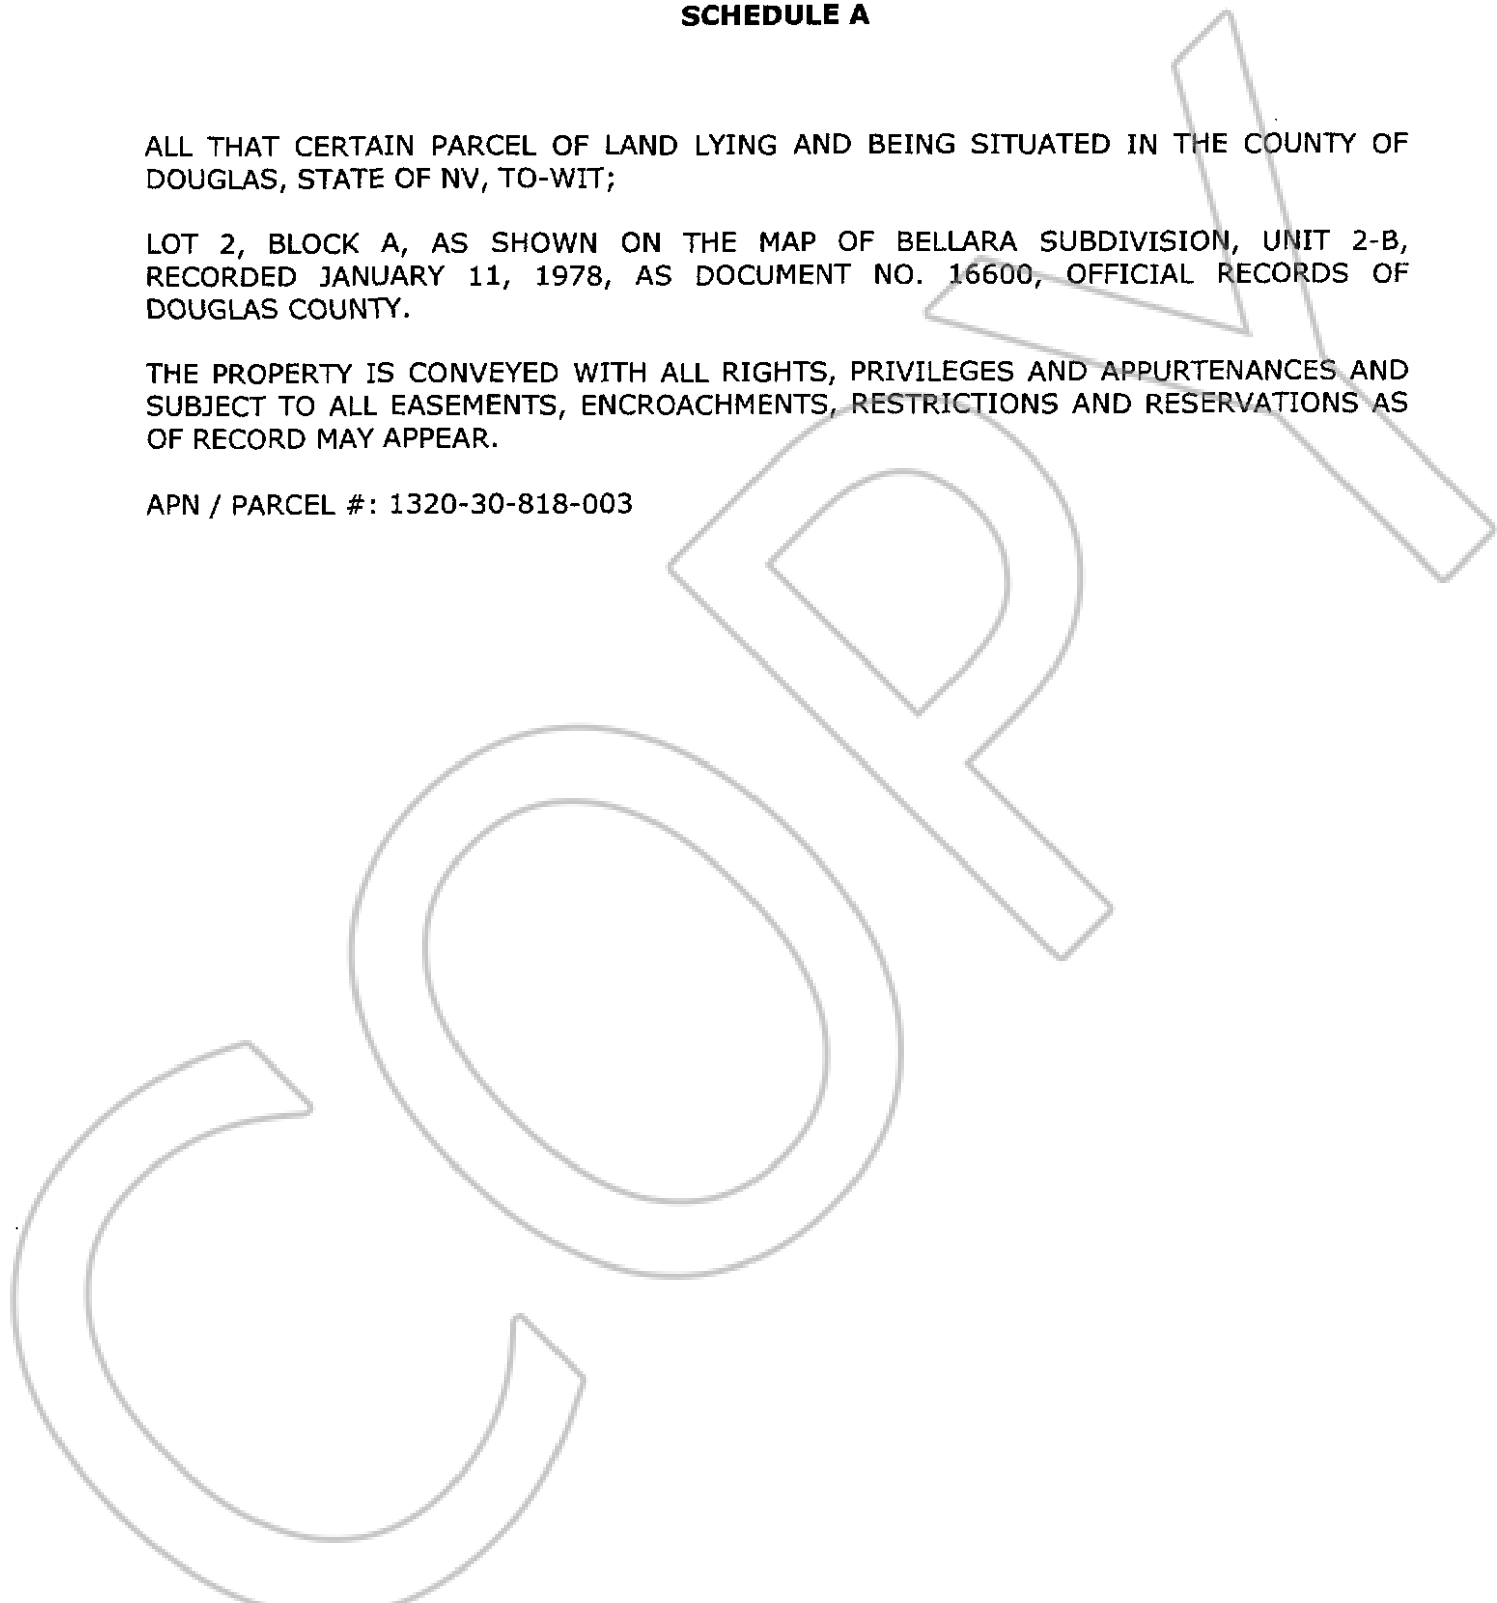 SCHEDULE A
ALL THAT CERTAIN PARCEL OF LAND LYING AND BEING SITUATED IN THE COUNTY OF
DOUGLAS, STATE OF NV, TO-WIT;
LOT 2, BLOCK A, AS SHOWN ON THE MAP OF BELLARA SUBDIVISION, UNIT 2-B,
RECORDED JANUARY 11, 1978, AS DOCUMENT NO. 16600, OFFICIAL RECORDS OF
DOUGLAS COUNTY.
THE PROPERTY IS CONVEYED WITH ALL RIGHTS, PRIVILEGES AND APPURTENANCES AND
SUBJECT TO ALL EASEMENTS, ENCROACHMENTS, RESTRICTIONS AND RESERVATIONS AS
OF RECORD MAY APPEAR.
APN / PARCEL #: 1320-30-818-003
COPY